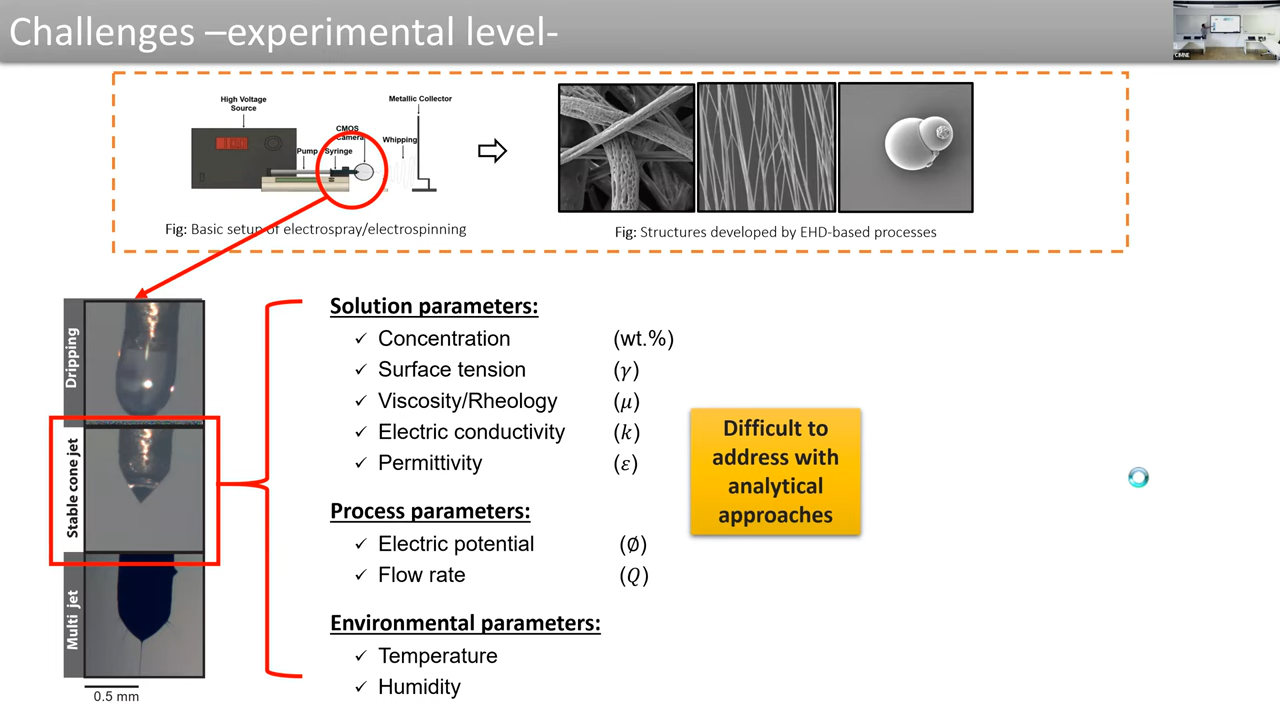 Challenges –experimental level-
CIMNE
High Voltage
Source
Metallic Collector
CMOS
Camera
Whipping
Pump
Syringe
Fig: Basic setup of electrospray/electrospinning
Fig: Structures developed by EHD-based processes
Dripping
Stable cone jet
Multi jet
0.5 mm
Solution parameters:
✓ Concentration (wt.%)
✓ Surface tension (γ)
✓ Viscosity/Rheology (μ)
✓ Electric conductivity (k)
✓ Permittivity (ε)
Process parameters:
✓ Electric potential (∅)
✓ Flow rate (Q)
Environmental parameters:
✓ Temperature
✓ Humidity
Difficult to
address with
analytical
approaches